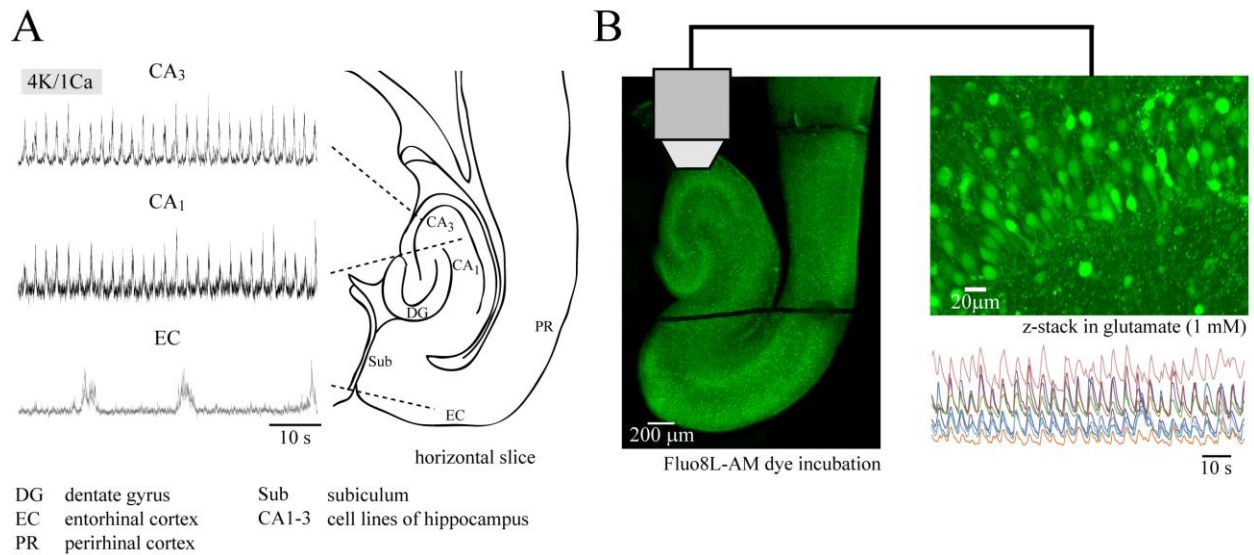 A
4K/1Ca
CA3
CA1
EC
10 s
CA3
CA1
DG
PR
Sub
EC
horizontal slice
DG dentate gyrus
EC entorhinal cortex
PR perirhinal cortex
Sub subiculum
CA1-3 cell lines of hippocampus
B
200 μm
Fluo8L-AM dye incubation
20μm
z-stack in glutamate (1 mM)
10 s